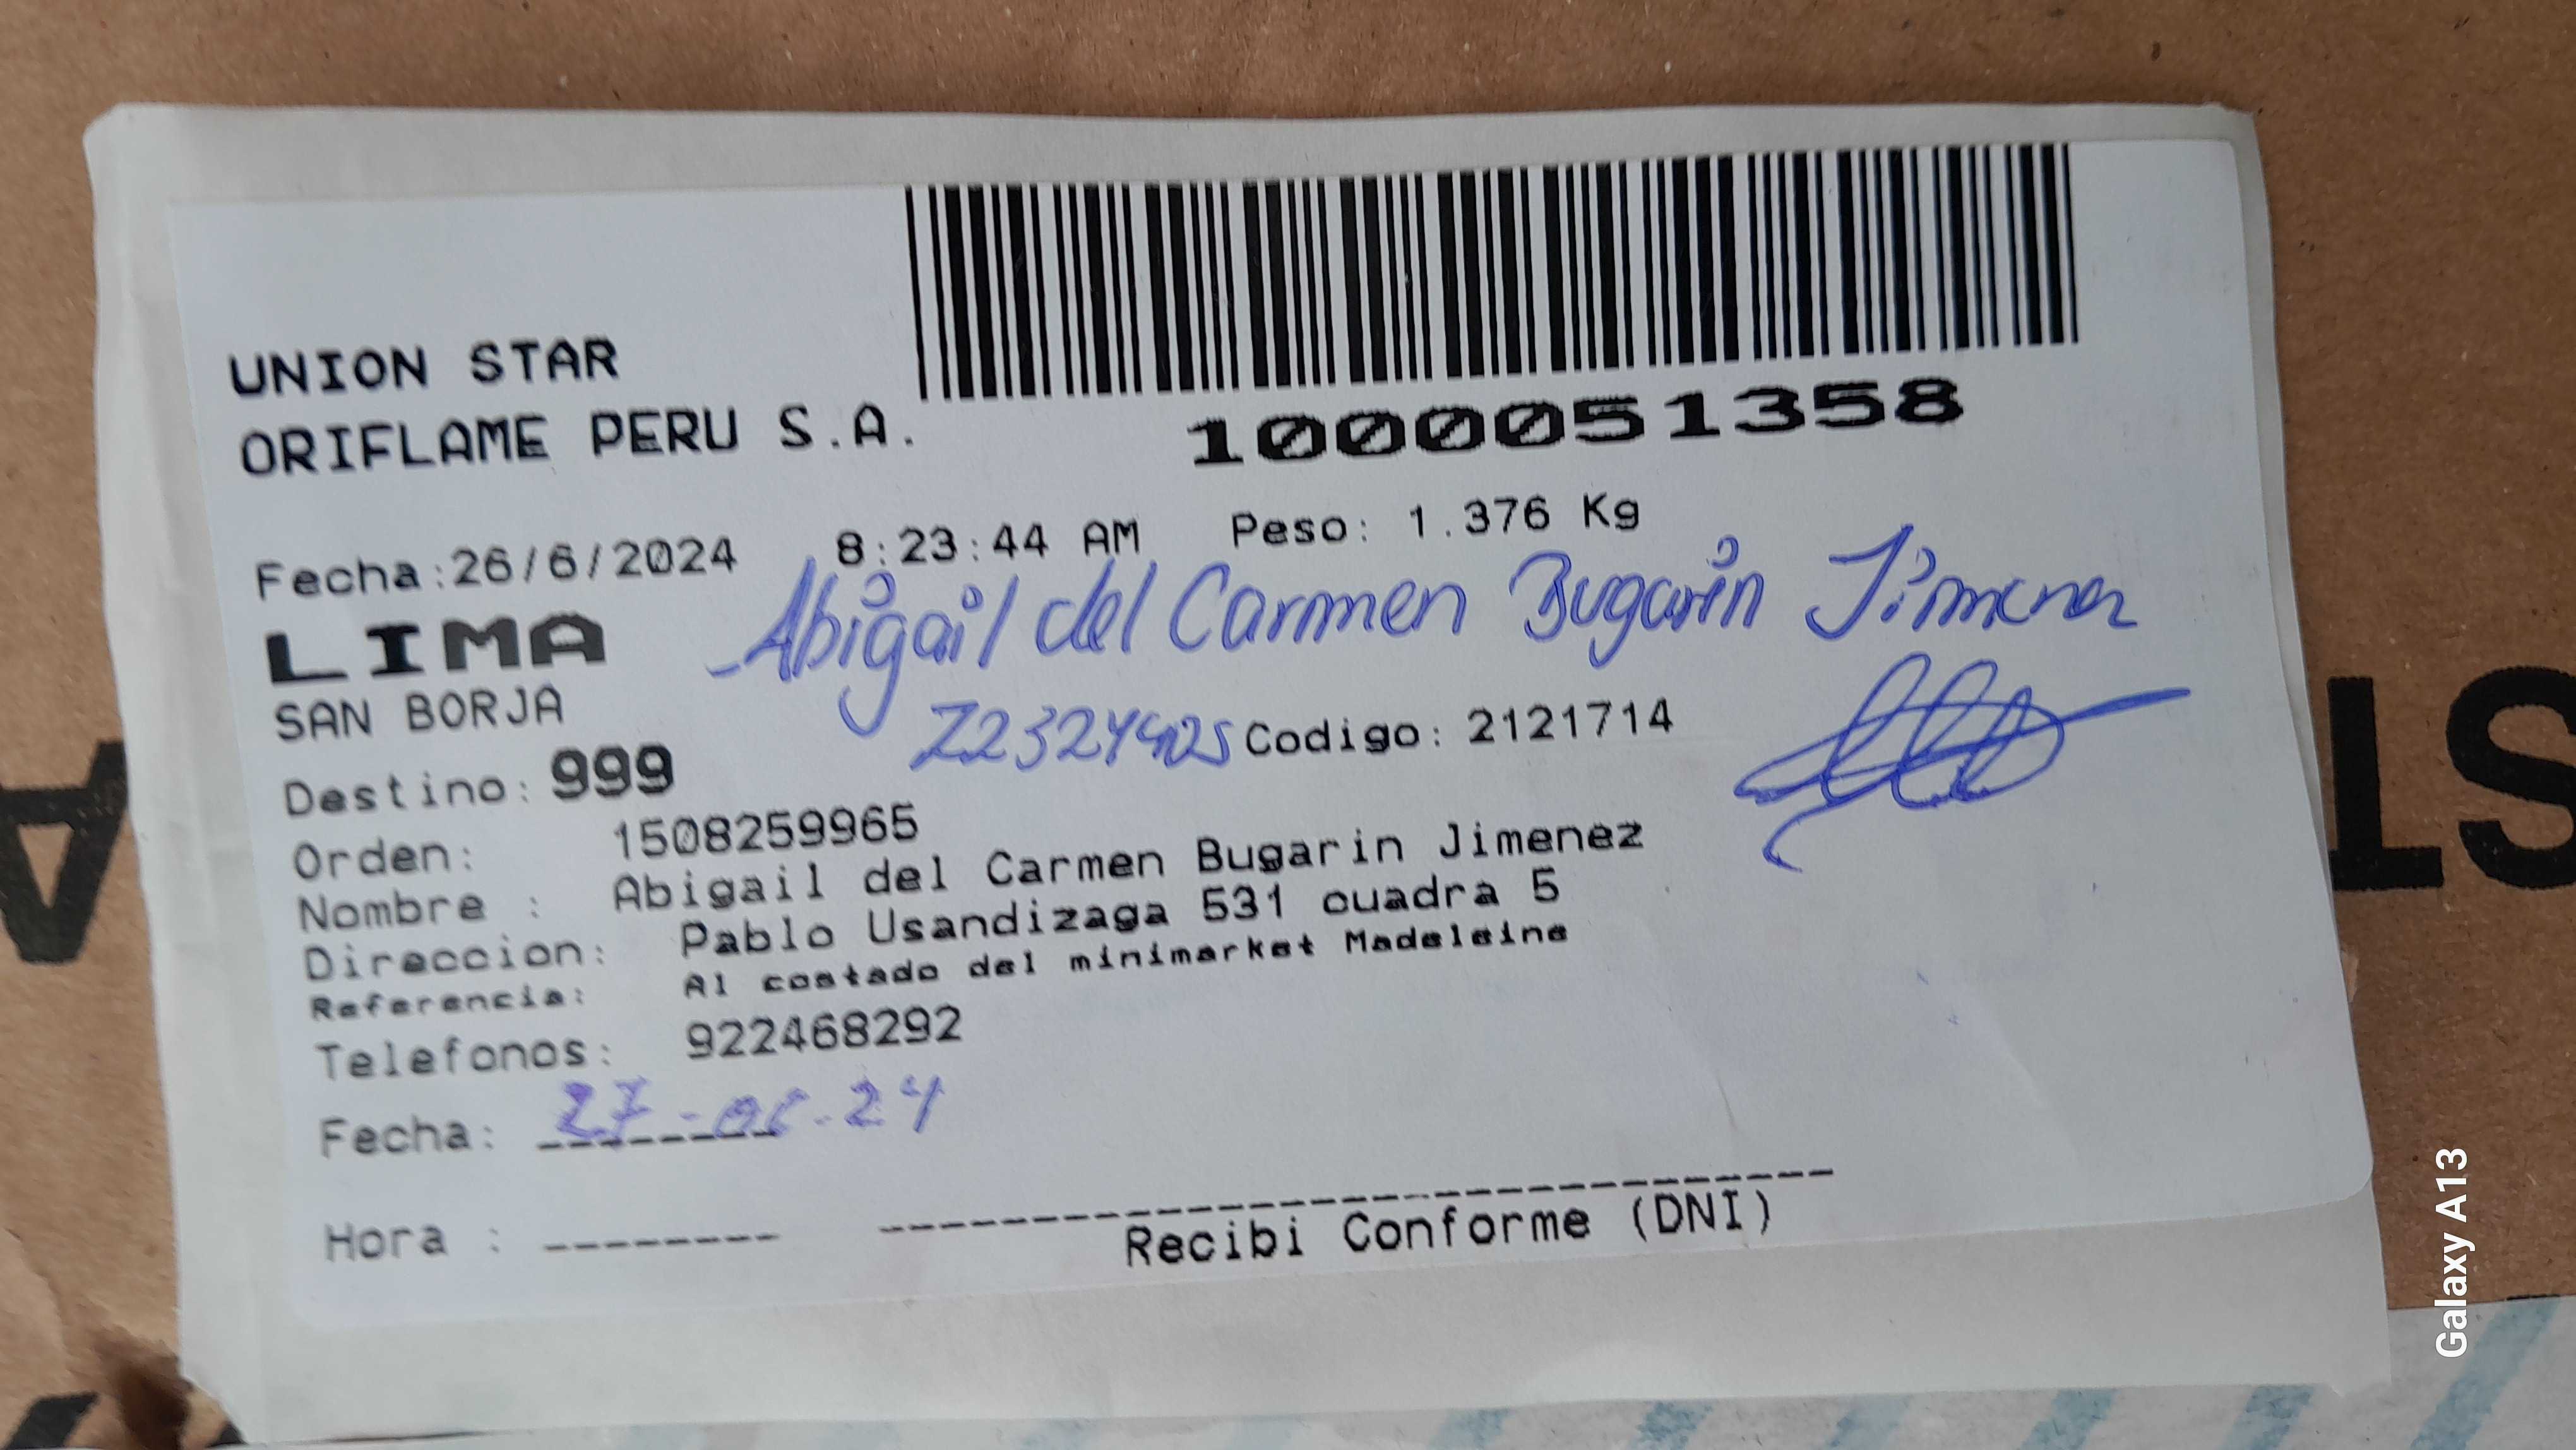 UNION STAR
ORIFLAME PERU S.A.
1000051358
Fecha:26/6/2024 8:23:44 AM Peso: 1.376 Kg
Abigail del Carmen Bugarín Jimenez
LIMA
SAN BORJA
Codigo: 2121714
Destino: 999
Orden: 1508259965
Nombre : Abigail del Carmen Bugarin Jimenez
Direccion: Pablo Usandizaga 531 cuadra 5
Referencia: Al costado del minimarket Madeleine
Telefonos: 922468292
Fecha: 27-06-24
Hora :
Recibi Conforme (DNI)
Galaxy A13